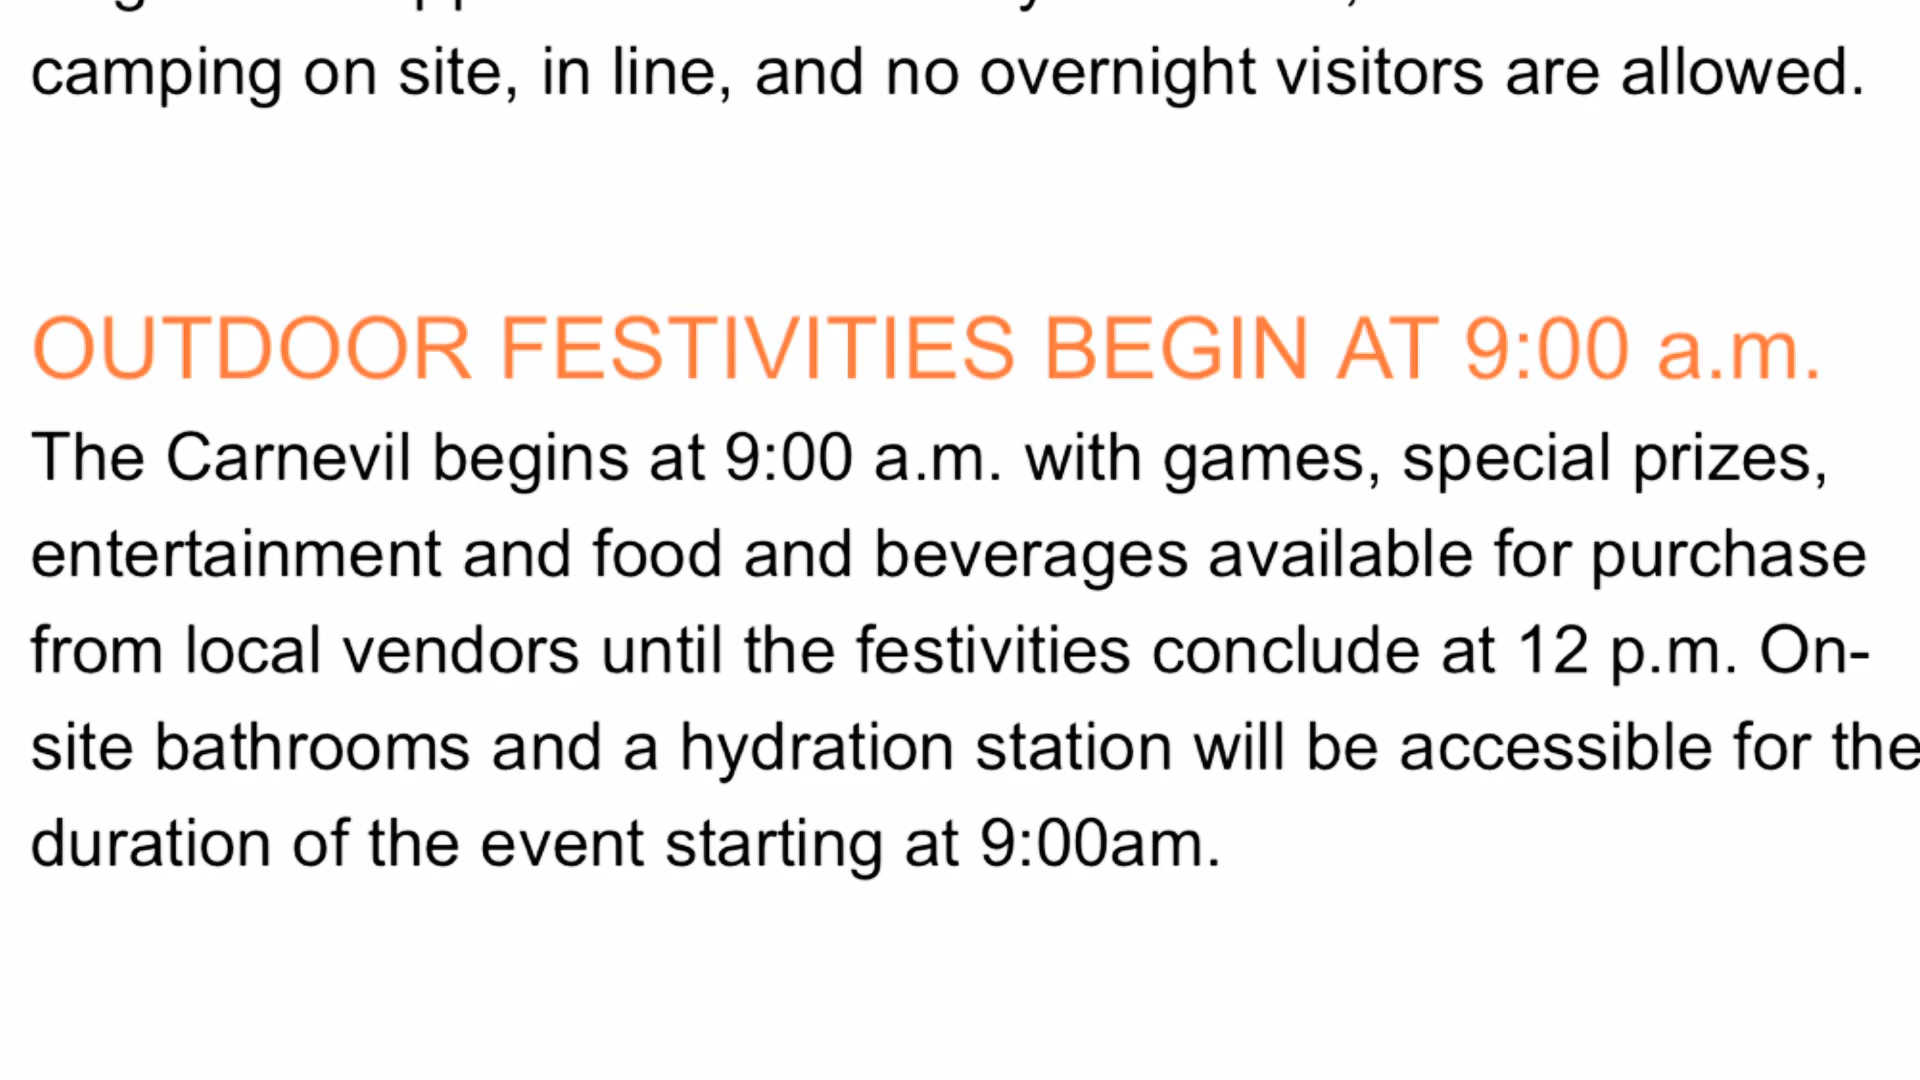 camping on site, in line, and no overnight visitors are allowed.
OUTDOOR FESTIVITIES BEGIN AT 9:00 a.m.
The Carnevil begins at 9:00 a.m. with games, special prizes,
entertainment and food and beverages available for purchase
from local vendors until the festivities conclude at 12 p.m. On-
site bathrooms and a hydration station will be accessible for the
duration of the event starting at 9:00am.